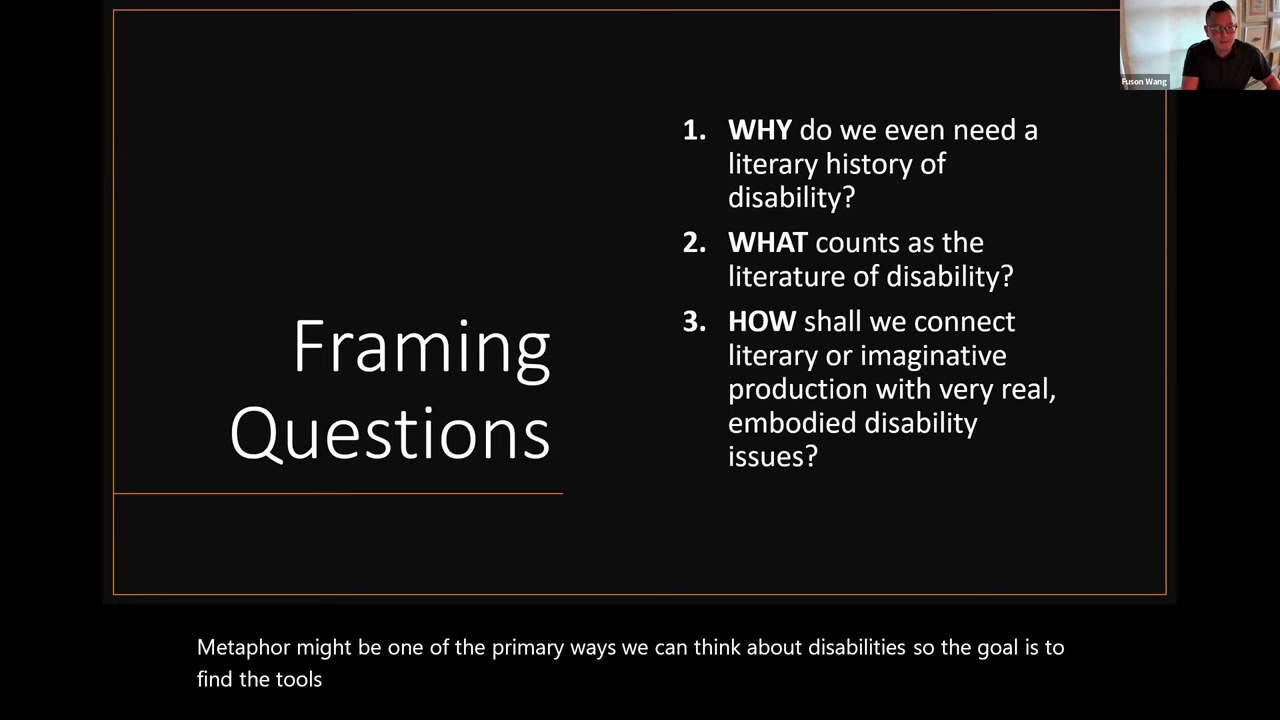 Fuson Wang
Framing
Questions
1. WHY do we even need a
literary history of
disability?
2. WHAT counts as the
literature of disability?
3. HOW shall we connect
literary or imaginative
production with very real,
embodied disability
issues?
Metaphor might be one of the primary ways we can think about disabilities so the goal is to
find the tools